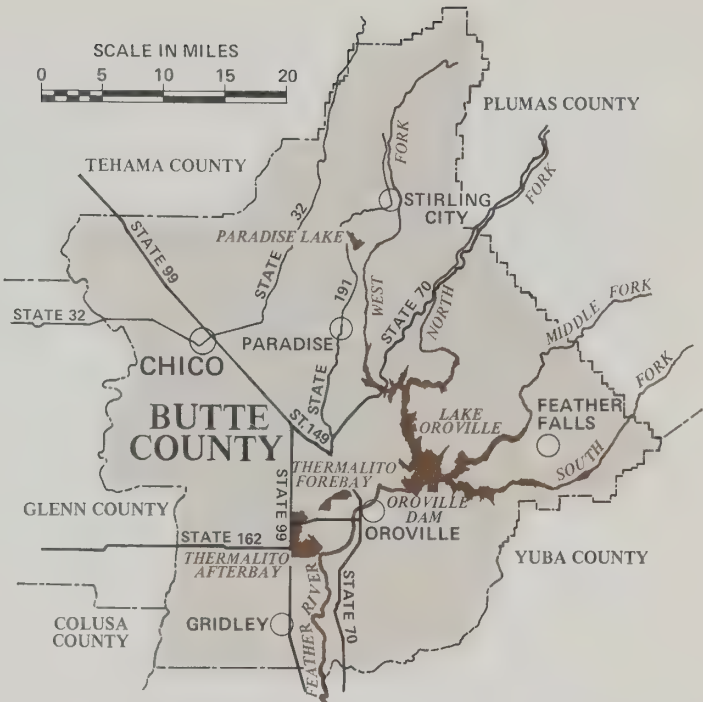 SCALE IN MILES
0 5 10 15 20
PLUMAS COUNTY
TEHAMA COUNTY
FORK
FORK
STIRLING
CITY
STATE 99
STATE 32
PARADISE LAKE
STATE 32
191
WEST
STATE 70
NORTH
MIDDLE FORK
PARADISE
CHICO
FORK
STATE
BUTTE
COUNTY
ST. 149
LAKE
OROVILLE
FEATHER
FALLS
SOUTH
THERMALITO
FOREBAY
GLENN COUNTY
STATE 99
OROVILLE
DAM
OROVILLE
STATE 162
THERMALITO
AFTERBAY
YUBA COUNTY
COLUSA
COUNTY
GRIDLEY
FEATHER RIVER
STATE 70